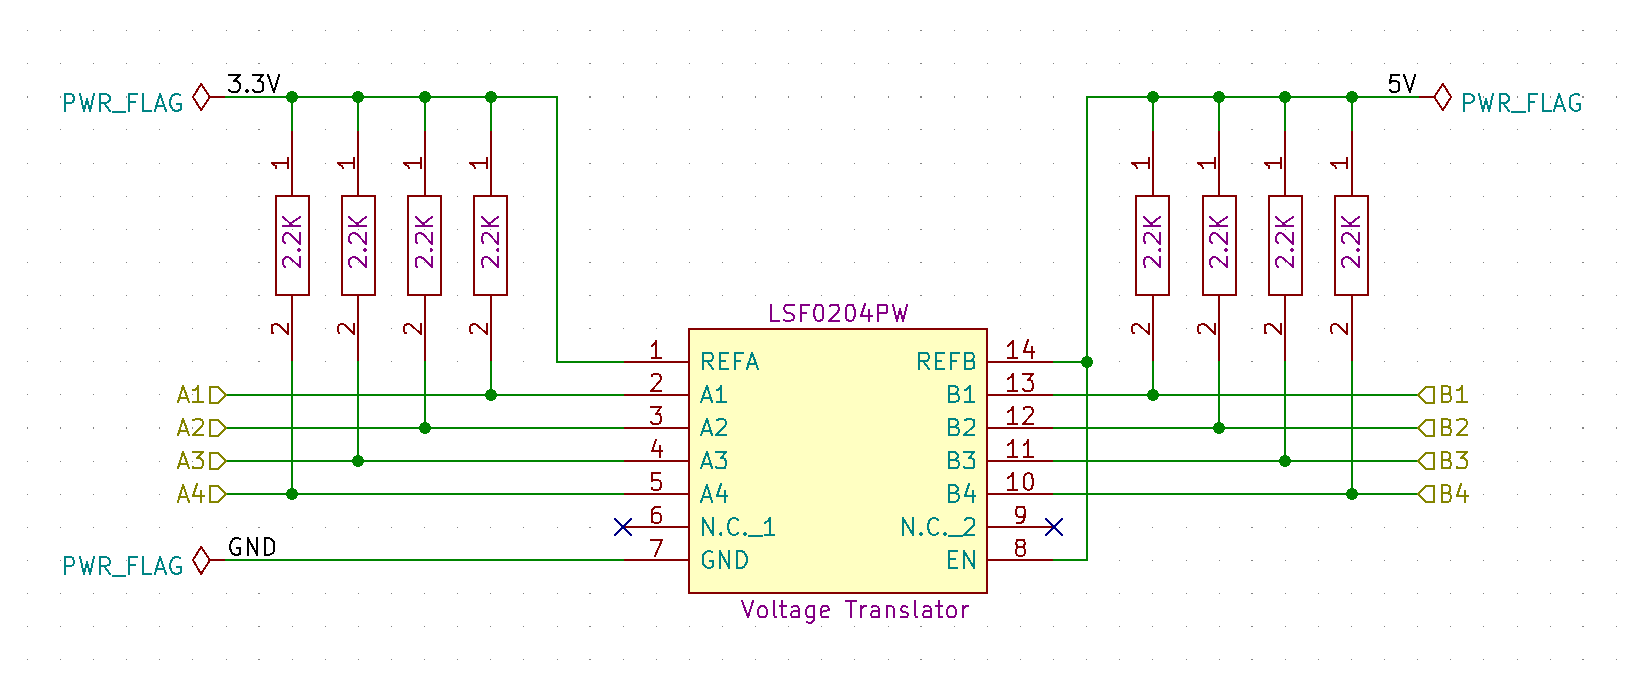 3.3V
5V
PWR_FLAG
PWR_FLAG
1 1 1 1
1 1 1 1
2.2K 2.2K 2.2K 2.2K
2.2K 2.2K 2.2K 2.2K
2 2 2 2
2 2 2 2
LSF0204PW
1 REFA REFB 14
A1 2 A1 B1 13 B1
A2 3 A2 B2 12 B2
A3 4 A3 B3 11 B3
A4 5 A4 B4 10 B4
6 N.C._1 N.C._2 9
PWR_FLAG GND 7 GND EN 8
Voltage Translator